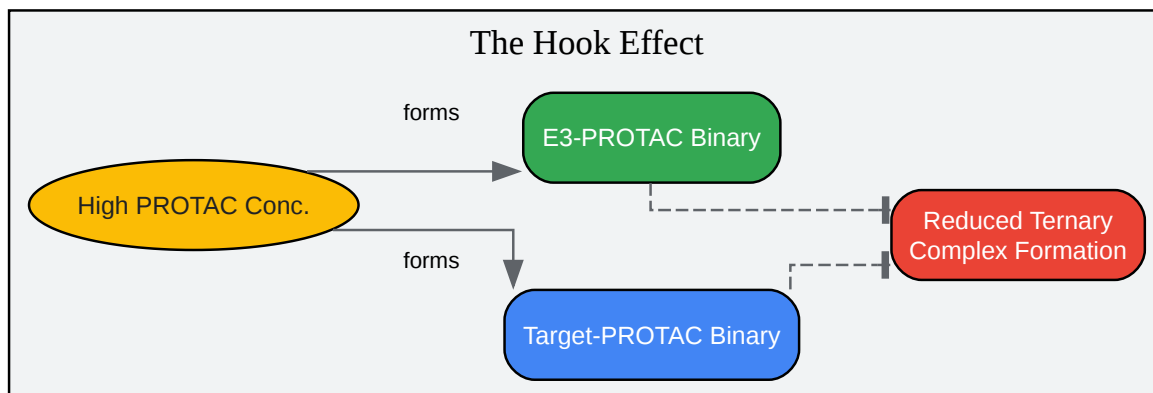 The Hook Effect
forms
E3-PROTAC Binary
High PROTAC Conc.
Reduced Ternary
Complex Formation
forms
Target-PROTAC Binary